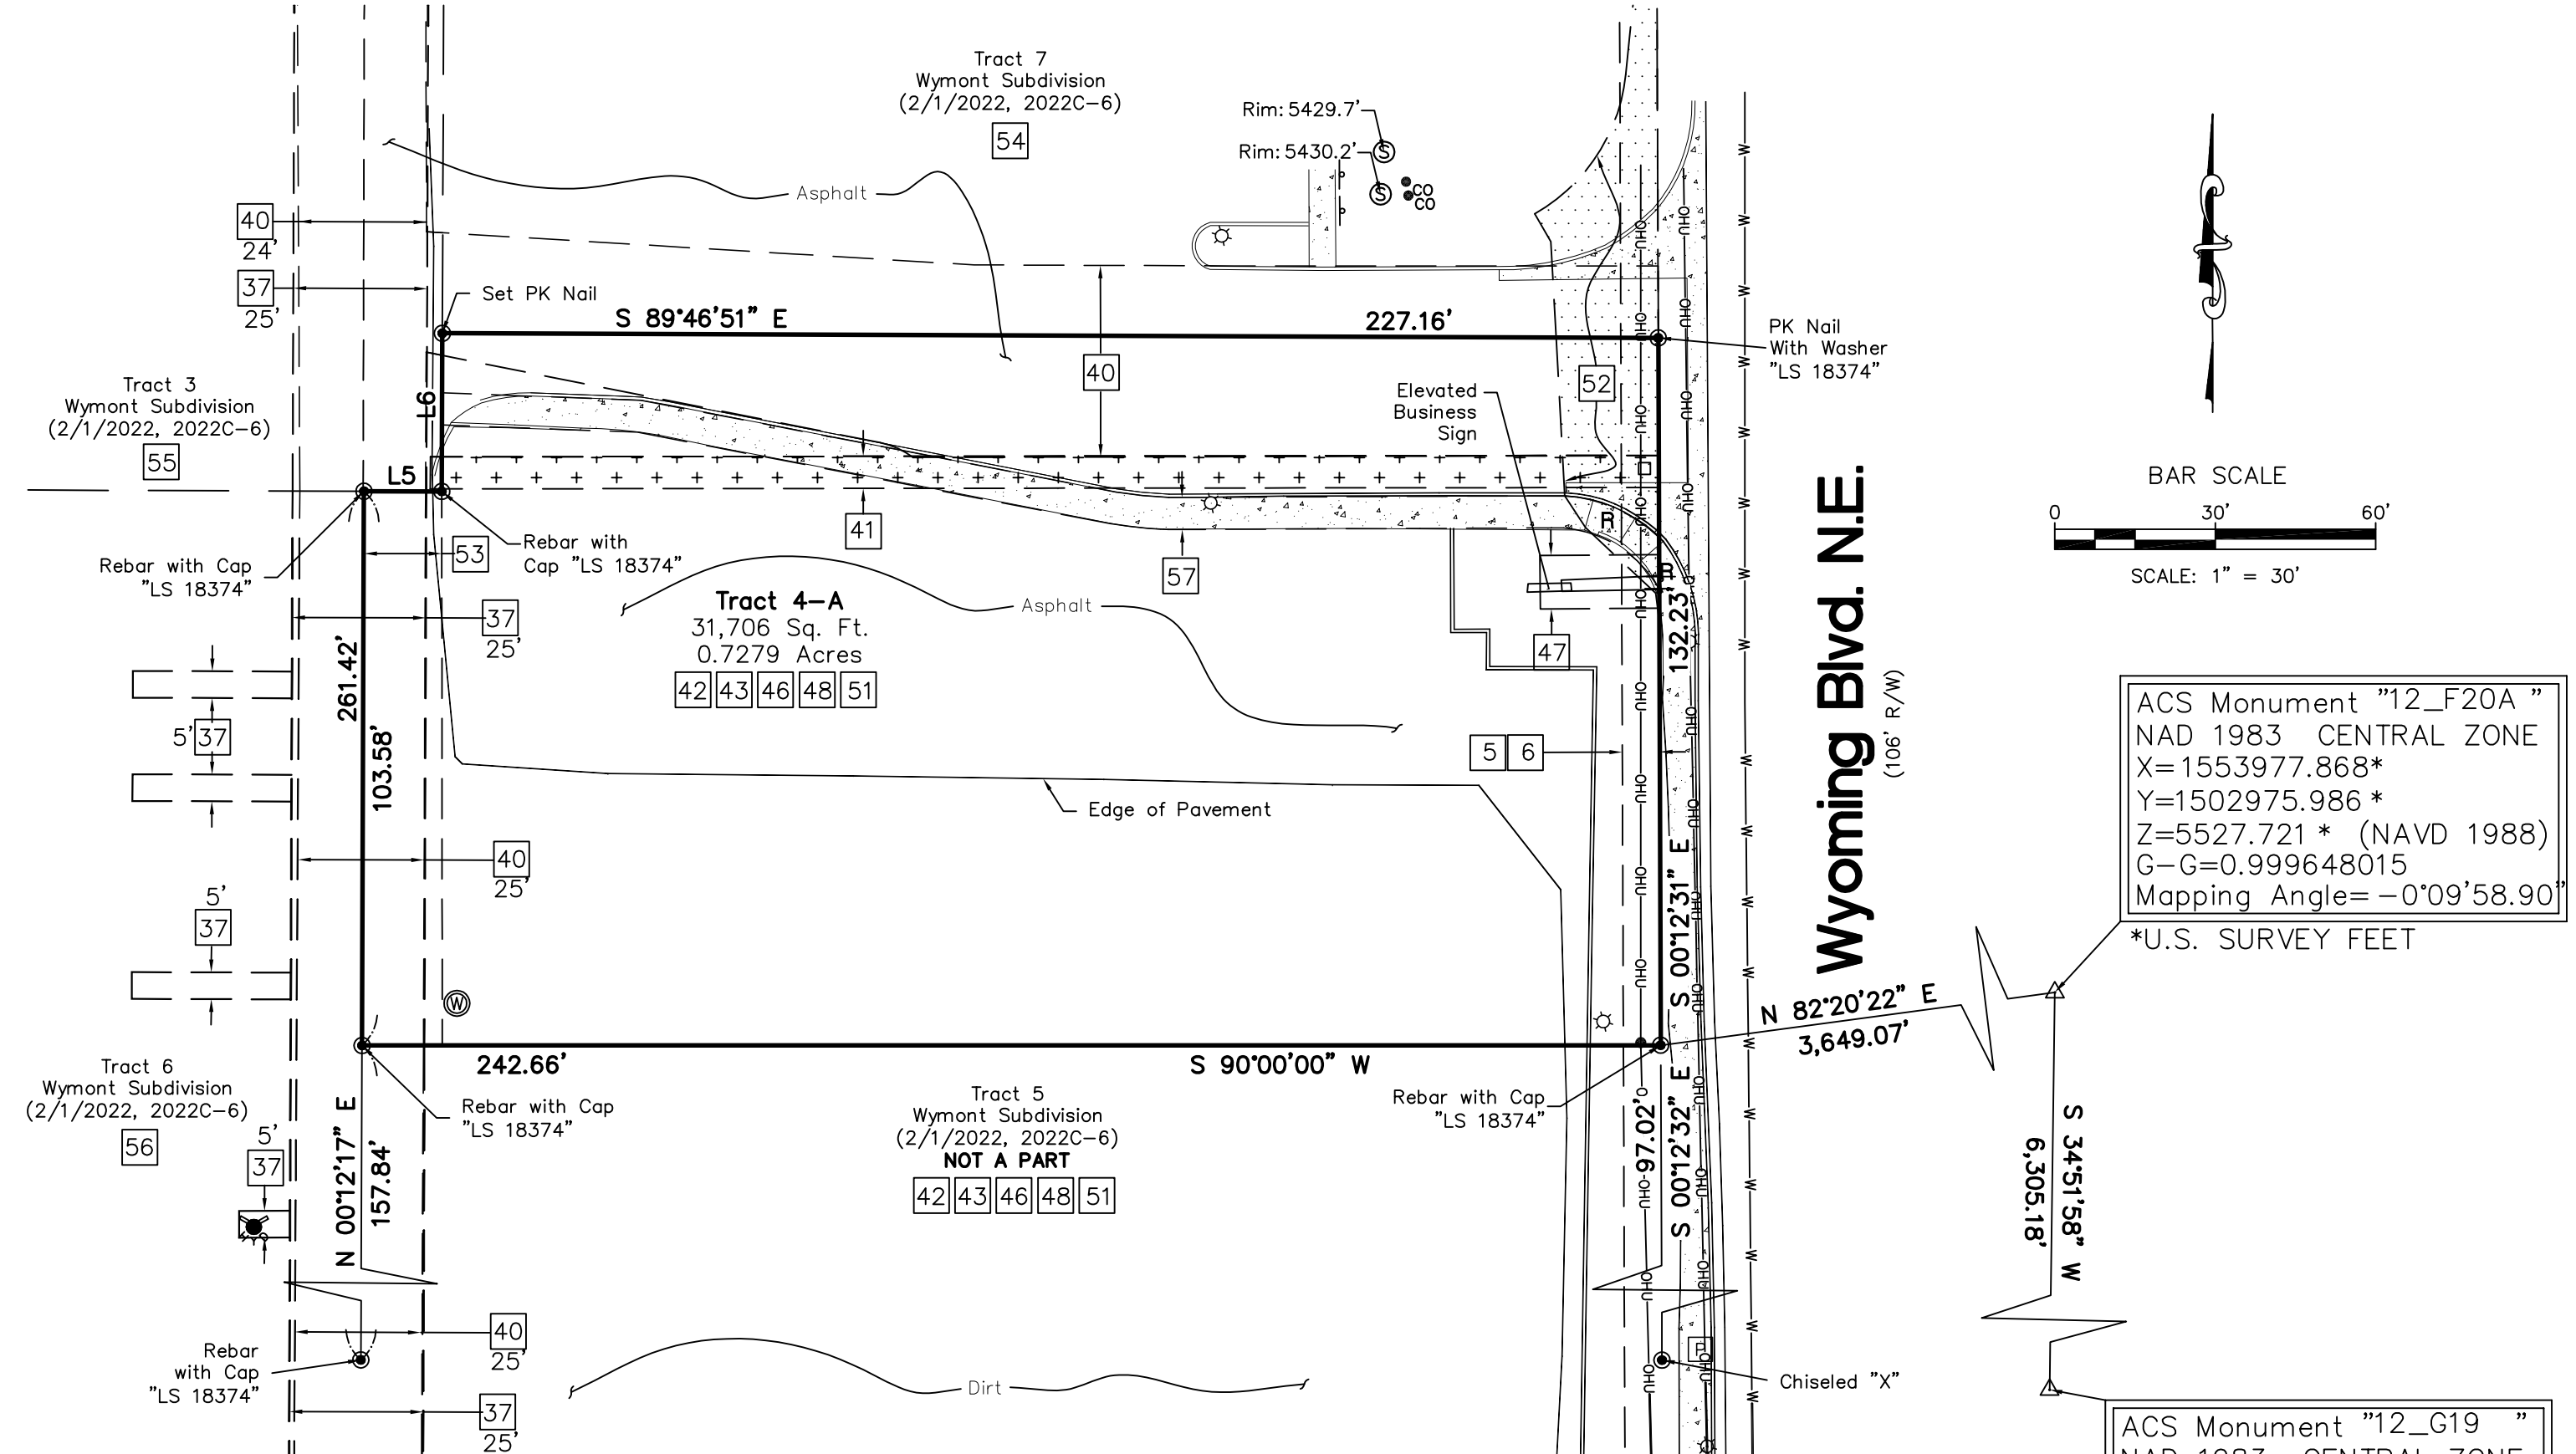 Tract 7
Wymont Subdivision
(2/1/2022, 2022C-6)
54
Rim: 5429.7'
Rim: 5430.2'
S
S
CO
CO
Asphalt
40
24'
37
25'
Set PK Nail
S 89°46'51" E
227.16'
PK Nail
With Washer
"LS 18374"
40
52
Elevated
Business
Sign
Tract 3
Wymont Subdivision
(2/1/2022, 2022C-6)
55
L6
L5
41
R
R
Rebar with Cap
"LS 18374"
53
Rebar with
Cap "LS 18374"
57
47
37
25'
Tract 4-A
31,706 Sq. Ft.
0.7279 Acres
42 43 46 48 51
Asphalt
261.42'
103.58'
5' 37
5 6
132.23'
S 00°12'31" E
Edge of Pavement
40
25'
5'
37
W
Wyoming Blvd. N.E.
(106' R/W)
BAR SCALE
0 30' 60'
SCALE: 1" = 30'
ACS Monument "12_F20A "
NAD 1983 CENTRAL ZONE
X=1553977.868*
Y=1502975.986 *
Z=5527.721 * (NAVD 1988)
G-G=0.999648015
Mapping Angle= -0°09'58.90"
*U.S. SURVEY FEET
N 82°20'22" E
3,649.07'
242.66'
S 90°00'00" W
Tract 6
Wymont Subdivision
(2/1/2022, 2022C-6)
56
5'
37
Rebar with Cap
"LS 18374"
N 00°12'17" E
157.84'
Tract 5
Wymont Subdivision
(2/1/2022, 2022C-6)
NOT A PART
42 43 46 48 51
Rebar with Cap
"LS 18374"
97.02'
S 00°12'32" E
OHU
S 34°51'58" W
6,305.18'
40
25'
Rebar
with Cap
"LS 18374"
37
25'
Dirt
P
Chiseled "X"
ACS Monument "12_G19 "
NAD 1983 CENTRAL ZONE